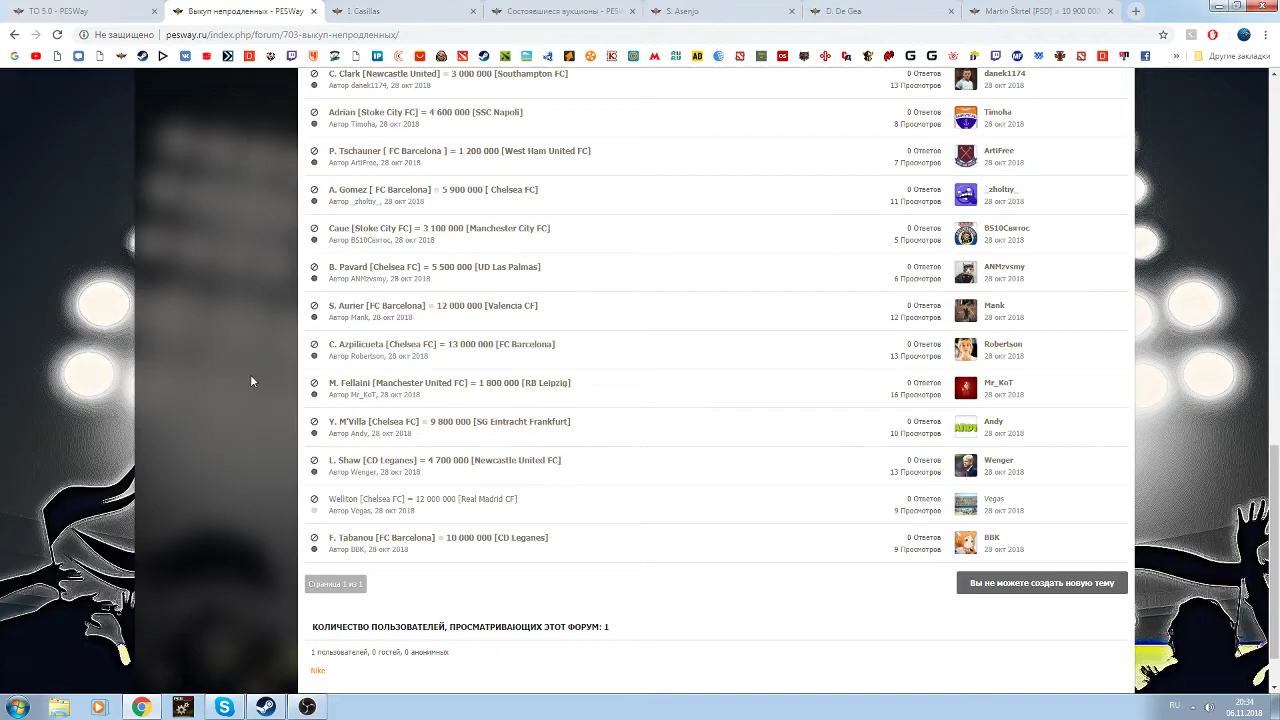 ТО 5.0 - PESWay
Выкуп непродленных - PESWay
1. Casillas
Состоявшиеся аукционы - PESW
S. Asenjo
D. De Gea
Martin Škrtel [PSD] = 10 900 000
Не защищено | pesway.ru/index.php/forum/703-выкуп-непродленных/
Другие закладки
C. Clark [Newcastle United] = 3 000 000 [Southampton FC]
0 Ответов
danek1174
Автор danek1174, 28 окт 2018
13 Просмотров
28 окт 2018
Adrian [Stoke City FC] = 4 600 000 [SSC Napoli]
0 Ответов
Timoha
Автор Timoha, 28 окт 2018
8 Просмотров
28 окт 2018
P. Tschauner [ FC Barcelona ] = 1 200 000 [West Ham United FC]
0 Ответов
ArtiFree
Автор ArtiFree, 28 окт 2018
7 Просмотров
28 окт 2018
A. Gomez [ FC Barcelona] = 5 900 000 [ Chelsea FC]
0 Ответов
_zholtiy_
Автор _zholtiy_, 28 окт 2018
11 Просмотров
28 окт 2018
Caue [Stoke City FC] = 3 100 000 [Manchester City FC]
0 Ответов
BS10Святос
Автор BS10Святос, 28 окт 2018
5 Просмотров
28 окт 2018
B. Pavard [Chelsea FC] = 5 500 000 [UD Las Palmas]
0 Ответов
ANMzvsmy
Автор ANMzvsmy, 28 окт 2018
6 Просмотров
28 окт 2018
S. Aurier [FC Barcelona] = 12 000 000 [Valencia CF]
0 Ответов
Mank
Автор Mank, 28 окт 2018
12 Просмотров
28 окт 2018
C. Azpilicueta [Chelsea FC] = 13 000 000 [FC Barcelona]
0 Ответов
Robertson
Автор Robertson, 28 окт 2018
13 Просмотров
28 окт 2018
M. Fellaini [Manchester United FC] = 1 800 000 [RB Leipzig]
0 Ответов
Mr_KoT
Автор Mr_KoT, 28 окт 2018
16 Просмотров
28 окт 2018
Y. M'Villa [Chelsea FC] = 9 800 000 [SG Eintracht Frankfurt]
0 Ответов
Andy
Автор Andy, 28 окт 2018
10 Просмотров
28 окт 2018
L. Shaw [CD Leganes] = 4 700 000 [Newcastle United FC]
0 Ответов
Wenger
Автор Wenger, 28 окт 2018
13 Просмотров
28 окт 2018
Welliton [Chelsea FC] = 12 000 000 [Real Madrid CF]
0 Ответов
Vegas
Автор Vegas, 28 окт 2018
9 Просмотров
28 окт 2018
F. Tabanou [FC Barcelona] = 10 000 000 [CD Leganes]
0 Ответов
BBK
Автор BBK, 28 окт 2018
9 Просмотров
28 окт 2018
Страница 1 из 1
Вы не можете создать новую тему
КОЛИЧЕСТВО ПОЛЬЗОВАТЕЛЕЙ, ПРОСМАТРИВАЮЩИХ ЭТОТ ФОРУМ: 1
1 пользователей, 0 гостей, 0 анонимных
Nike
RU
20:34
06.11.2018